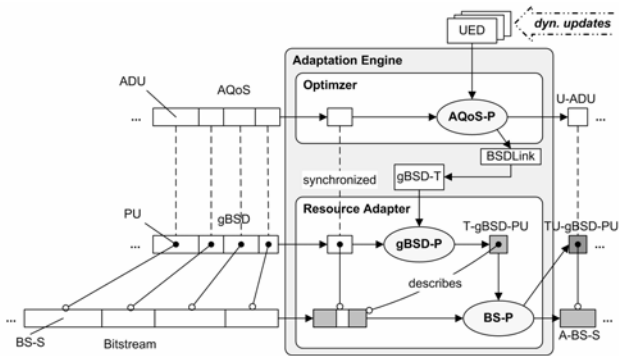 UED
dyn. updates
Adaptation Engine
ADU
AQoS
Optimzer
U-ADU
...
AQoS-P
...
BSDLink
synchronized
gBSD-T
PU
gBSD
Resource Adapter
T-gBSD-PU
TU-gBSD-PU
...
gBSD-P
...
describes
...
BS-P
...
BS-S
Bitstream
A-BS-S